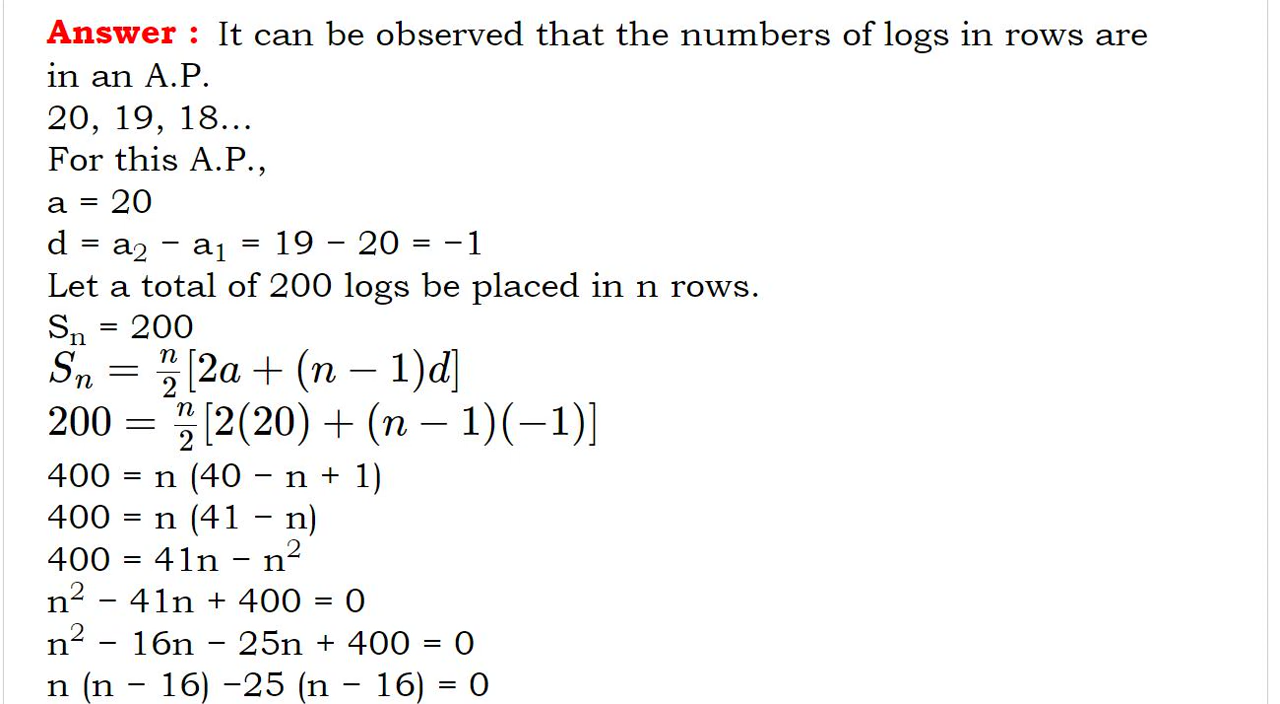 Answer : It can be observed that the numbers of logs in rows are
in an A.P.
20, 19, 18…
For this A.P.,
a = 20
d = a₂ − a₁ = 19 − 20 = −1
Let a total of 200 logs be placed in n rows.
Sₙ = 200
Sₙ = n/2 [2a + (n − 1)d]
200 = n/2 [2(20) + (n − 1)(−1)]
400 = n (40 − n + 1)
400 = n (41 − n)
400 = 41n − n²
n² − 41n + 400 = 0
n² − 16n − 25n + 400 = 0
n (n − 16) −25 (n − 16) = 0